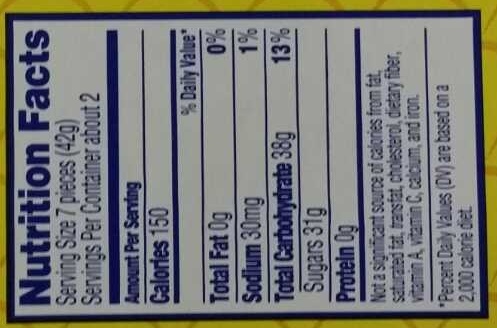 Nutrition Facts
Serving Size 7 pieces (42g)
Servings Per Container about 2
Amount Per Serving
Calories 150
% Daily Value*
Total Fat 0g 0%
Sodium 30mg 1%
Total Carbohydrate 38g 13%
Sugars 31g
Protein 0g
Not a significant source of calories from fat,
saturated fat, transfat, cholesterol, dietary fiber,
vitamin A, vitamin C, calcium, and iron.
*Percent Daily Values (DV) are based on a
2,000 calorie diet.